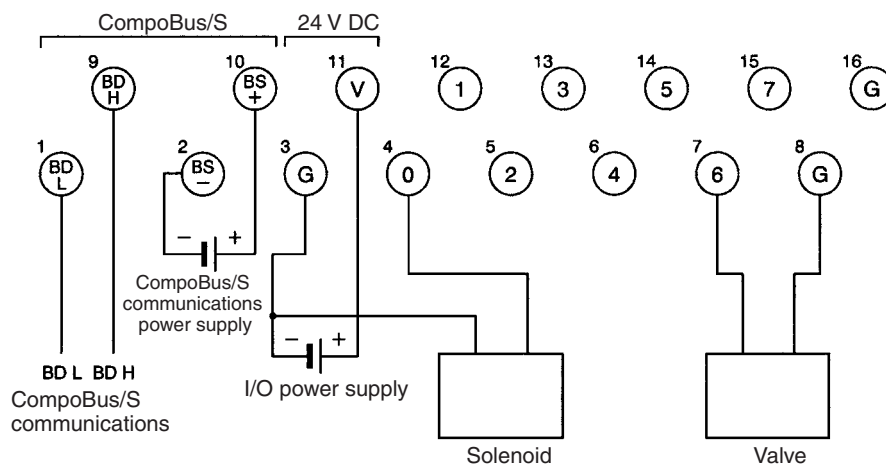 CompoBus/S 24 V DC
9 10 11 12 13 14 15 16
BD H BS + V 1 3 5 7 G
1 2 3 4 5 6 7 8
BD L BS − G 0 2 4 6 G
− +
CompoBus/S
communications
power supply
− +
BD L BD H
I/O power supply
CompoBus/S
communications
Solenoid Valve